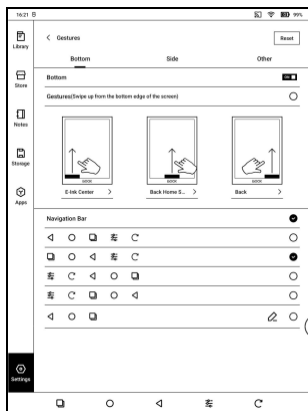 16:21
99%
Library
Store
Notes
Storage
Apps
Settings
Gestures
Reset
Bottom Side Other
Bottom
Gestures(Swipe up from the bottom edge of the screen)
E-Ink Center
Back Home S...
Back
Navigation Bar